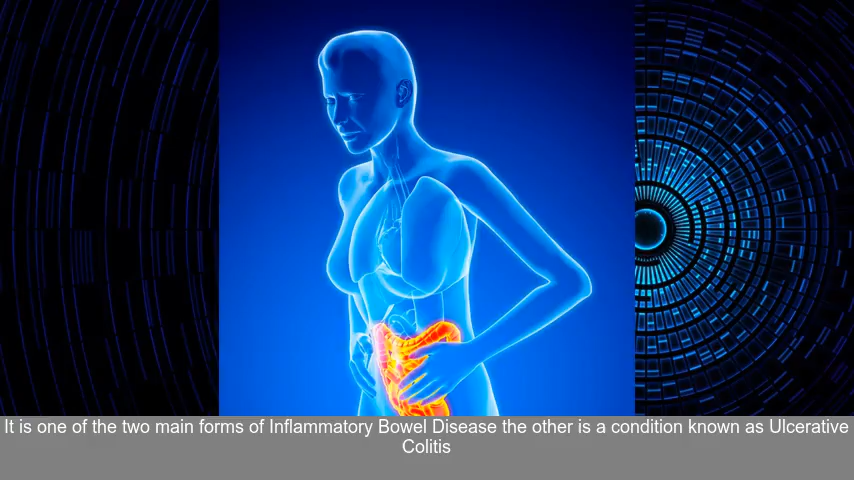 It is one of the two main forms of Inflammatory Bowel Disease the other is a condition known as Ulcerative
Colitis